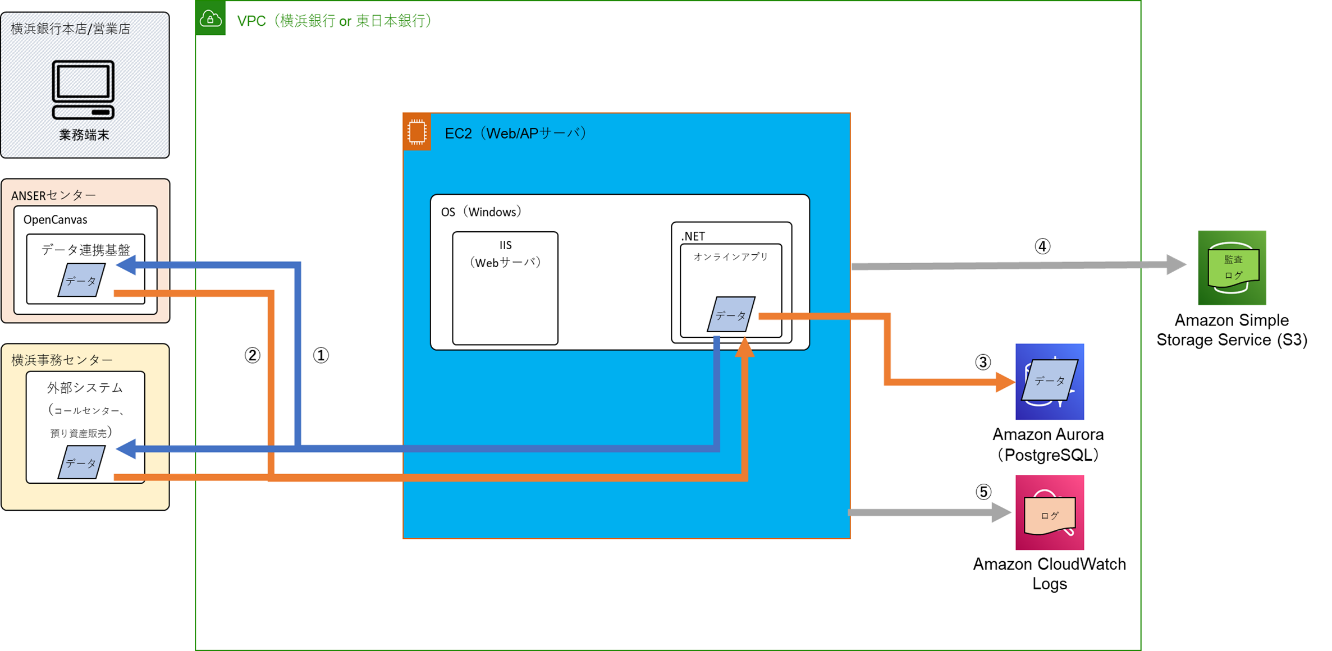 VPC（横浜銀行 or 東日本銀行）
横浜銀行本店/営業店
業務端末
ANSERセンター
OpenCanvas
データ連携基盤
データ
横浜事務センター
外部システム
（コールセンター、
預り資産販売）
データ
②
①
EC2（Web/APサーバ）
OS（Windows）
IIS
（Webサーバ）
.NET
オンラインアプリ
データ
④
③
⑤
監査
ログ
Amazon Simple
Storage Service (S3)
データ
Amazon Aurora
（PostgreSQL）
ログ
Amazon CloudWatch
Logs